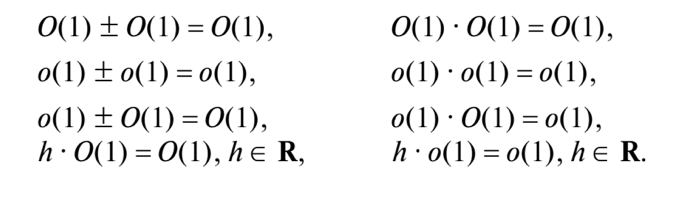 O(1) ± O(1) = O(1), O(1) · O(1) = O(1),
o(1) ± o(1) = o(1), o(1) · o(1) = o(1),
o(1) ± O(1) = O(1), o(1) · O(1) = o(1),
h · O(1) = O(1), h ∈ R, h · o(1) = o(1), h ∈ R.